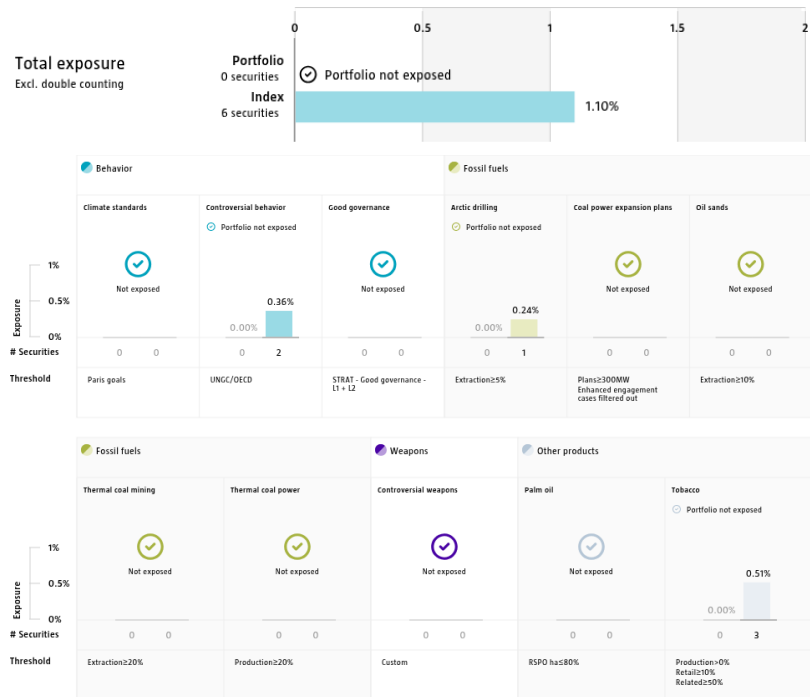 0 0.5 1 1.5 2
Total exposure
Excl. double counting
Portfolio
0 securities
Portfolio not exposed
Index
6 securities
1.10%
Behavior
Fossil fuels
Climate standards
Controversial behavior
Good governance
Arctic drilling
Coal power expansion plans
Oil sands
Portfolio not exposed
Portfolio not exposed
Not exposed
Not exposed
Not exposed
Not exposed
Exposure
1%
0.5%
0%
0.00%
0.36%
0.00%
0.24%
# Securities
0 0
0 2
0 0
0 1
0 0
0 0
Threshold
Paris goals
UNGC/OECD
STRAT - Good governance -
L1 + L2
Extraction≥5%
Plans≥300MW
Enhanced engagement
cases filtered out
Extraction≥10%
Fossil fuels
Weapons
Other products
Thermal coal mining
Thermal coal power
Controversial weapons
Palm oil
Tobacco
Portfolio not exposed
Not exposed
Not exposed
Not exposed
Not exposed
Exposure
1%
0.5%
0%
0.00%
0.51%
# Securities
0 0
0 0
0 0
0 0
0 3
Threshold
Extraction≥20%
Production≥20%
Custom
RSPO ha≤80%
Production>0%
Retail≥10%
Related≥50%